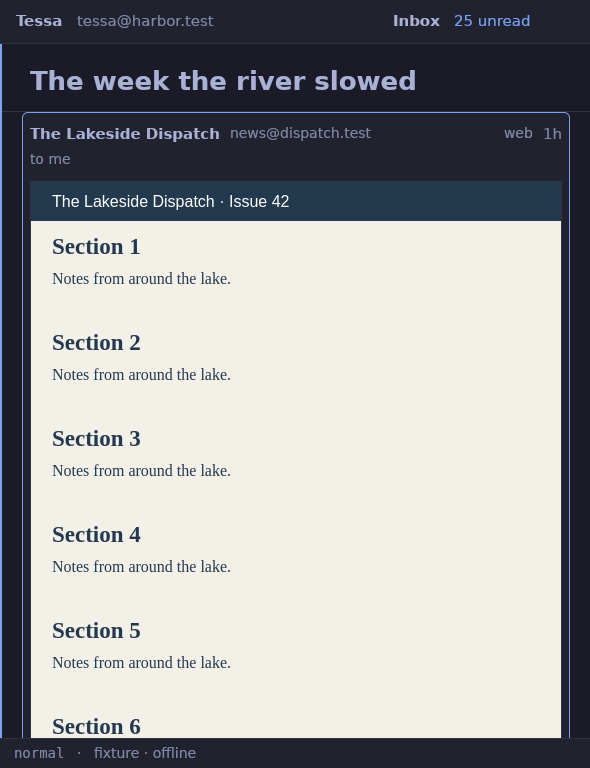 Tessa tessa@harbor.test Inbox 25 unread
The week the river slowed
The Lakeside Dispatch news@dispatch.test web 1h
to me
The Lakeside Dispatch · Issue 42
Section 1
Notes from around the lake.
Section 2
Notes from around the lake.
Section 3
Notes from around the lake.
Section 4
Notes from around the lake.
Section 5
Notes from around the lake.
Section 6
normal · fixture · offline